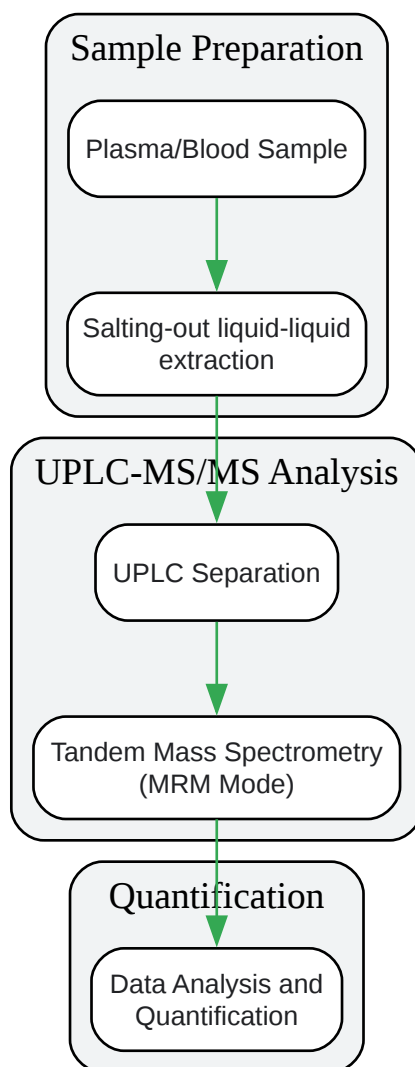 Sample Preparation
Plasma/Blood Sample
Salting-out liquid-liquid
extraction
UPLC-MS/MS Analysis
UPLC Separation
Tandem Mass Spectrometry
(MRM Mode)
Quantification
Data Analysis and
Quantification